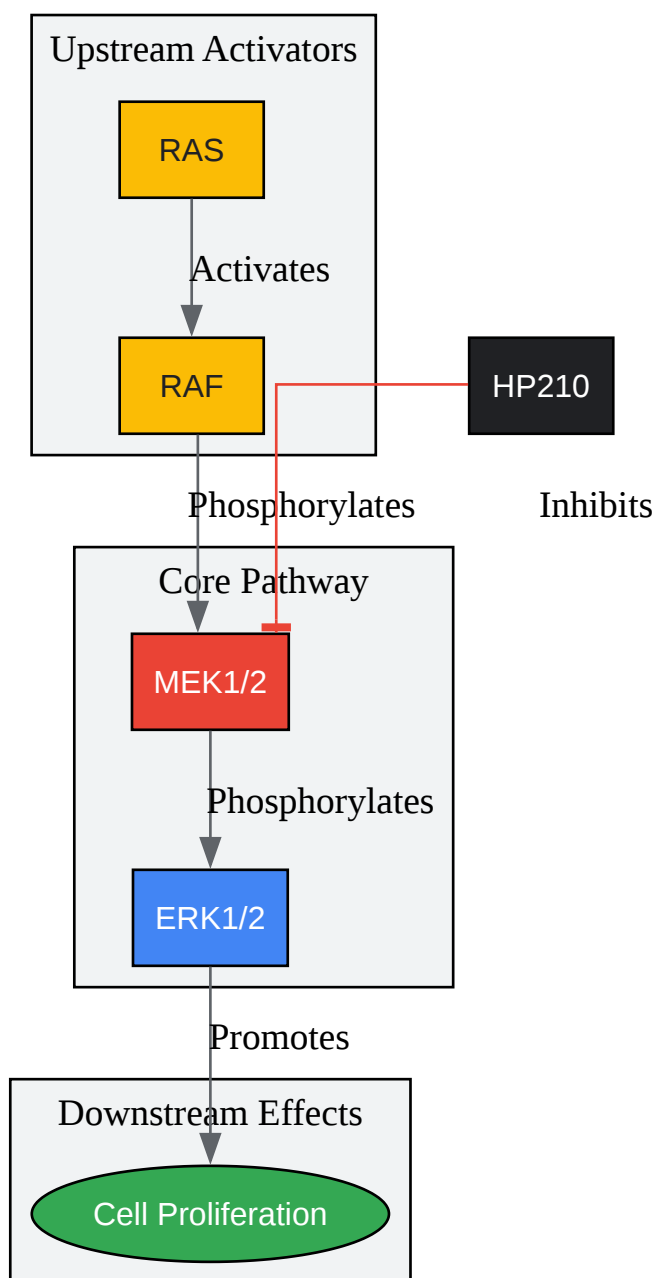 Upstream Activators
RAS
Activates
RAF
HP210
Phosphorylates
Inhibits
Core Pathway
MEK1/2
Phosphorylates
ERK1/2
Promotes
Downstream Effects
Cell Proliferation